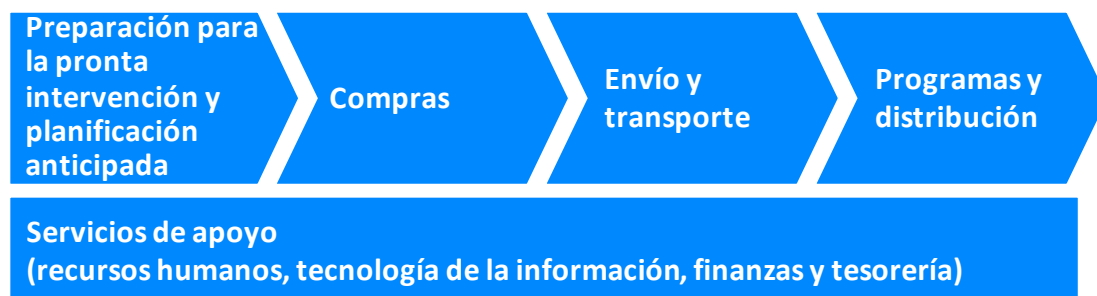 Preparación para
la pronta
intervención y
planificación
anticipada
Compras
Envío y
transporte
Programas y
distribución
Servicios de apoyo
(recursos humanos, tecnología de la información, finanzas y tesorería)